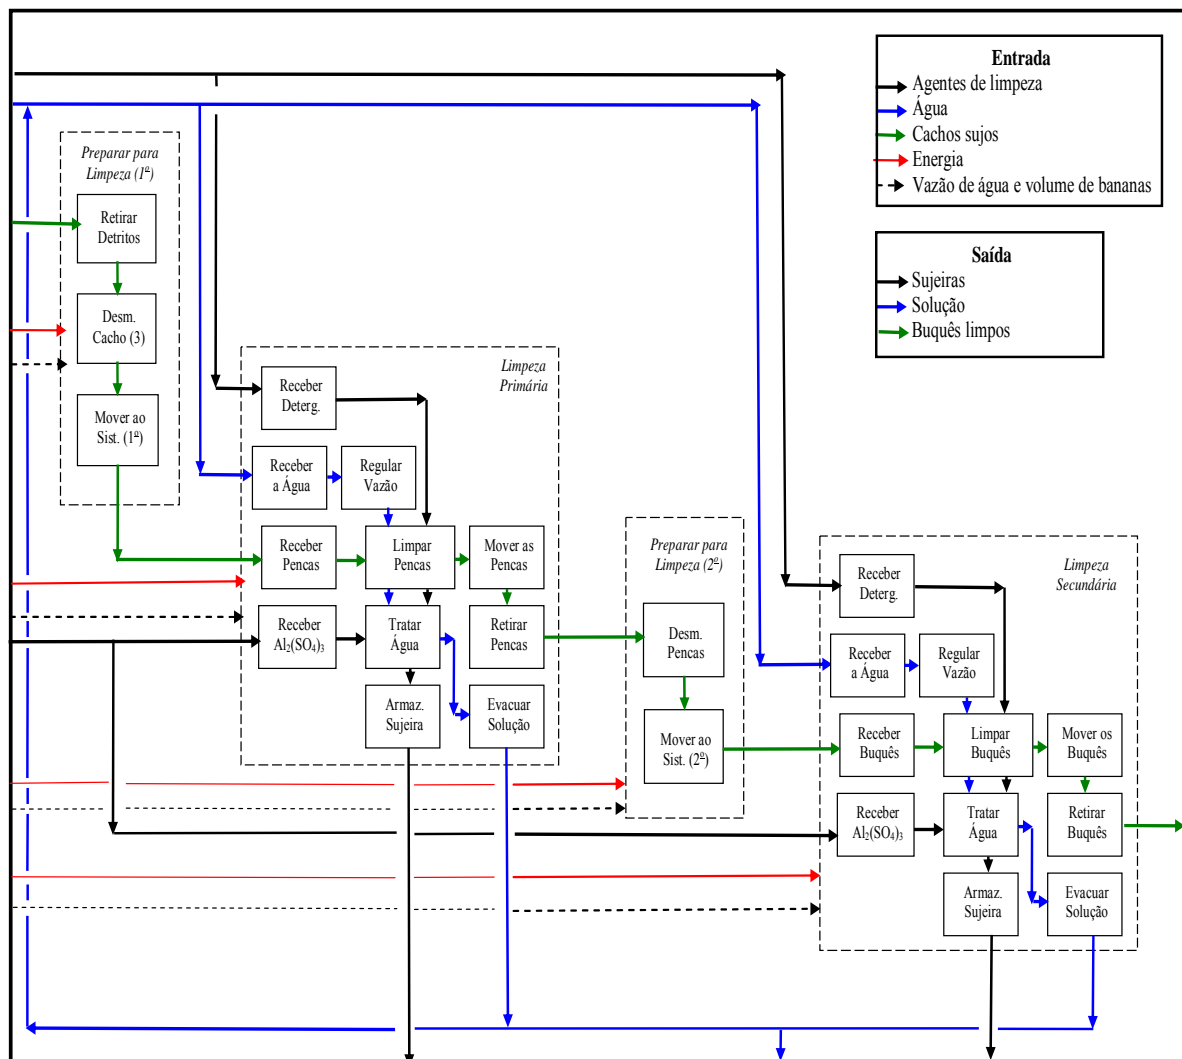 Entrada
Agentes de limpeza
Água
Cachos sujos
Energia
Vazão de água e volume de bananas
Saída
Sujeiras
Solução
Buquês limpos
Preparar para
Limpeza (1º)
Retirar
Detritos
Desm.
Cacho (3)
Mover ao
Sist. (1º)
Limpeza
Primária
Receber
Deterg.
Receber
a Água
Regular
Vazão
Receber
Pencas
Limpar
Pencas
Mover as
Pencas
Receber
Al₂(SO₄)₃
Tratar
Água
Retirar
Pencas
Armaz.
Sujeira
Evacuar
Solução
Preparar para
Limpeza (2º)
Desm.
Pencas
Mover ao
Sist. (2º)
Limpeza
Secundária
Receber
Deterg.
Receber
a Água
Regular
Vazão
Receber
Buquês
Limpar
Buquês
Mover os
Buquês
Receber
Al₂(SO₄)₃
Tratar
Água
Retirar
Buquês
Armaz.
Sujeira
Evacuar
Solução